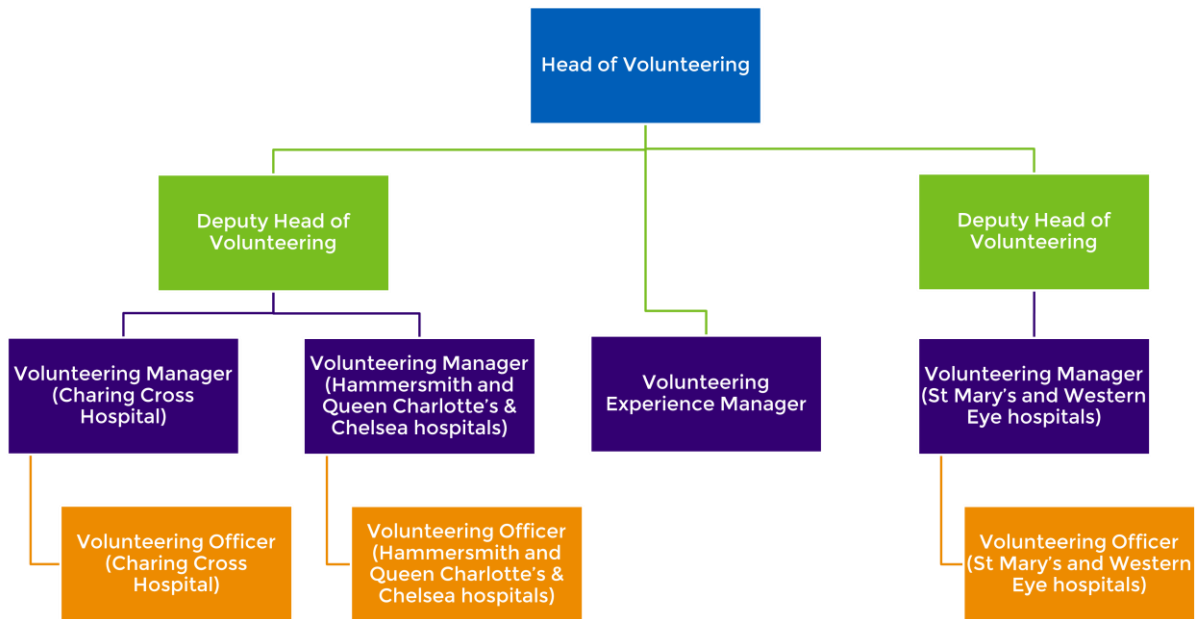 Head of Volunteering
Deputy Head of
Volunteering
Deputy Head of
Volunteering
Volunteering Manager
(Charing Cross
Hospital)
Volunteering Manager
(Hammersmith and
Queen Charlotte's &
Chelsea hospitals)
Volunteering
Experience Manager
Volunteering Manager
(St Mary's and Western
Eye hospitals)
Volunteering Officer
(Charing Cross
Hospital)
Volunteering Officer
(Hammersmith and
Queen Charlotte's &
Chelsea hospitals)
Volunteering Officer
(St Mary's and Western
Eye hospitals)